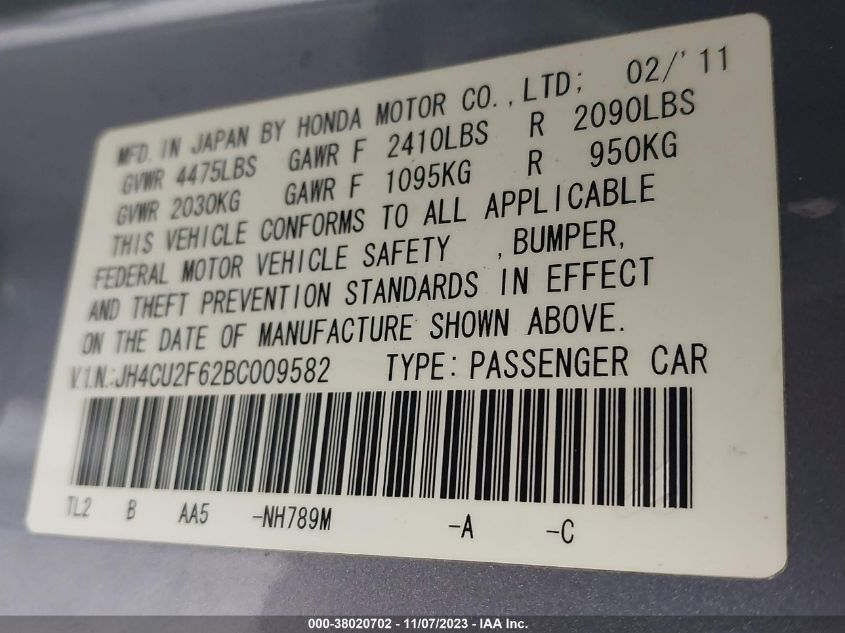 MFD. IN JAPAN BY HONDA MOTOR CO.,LTD; 02/'11
GVWR 4475LBS GAWR F 2410LBS R 2090LBS
GVWR 2030KG GAWR F 1095KG R 950KG
THIS VEHICLE CONFORMS TO ALL APPLICABLE
FEDERAL MOTOR VEHICLE SAFETY , BUMPER,
AND THEFT PREVENTION STANDARDS IN EFFECT
ON THE DATE OF MANUFACTURE SHOWN ABOVE.
V.I.N.:JH4CU2F62BC009582 TYPE: PASSENGER CAR
TL2 B AA5 -NH789M -A -C
000-38020702 - 11/07/2023 - IAA Inc.